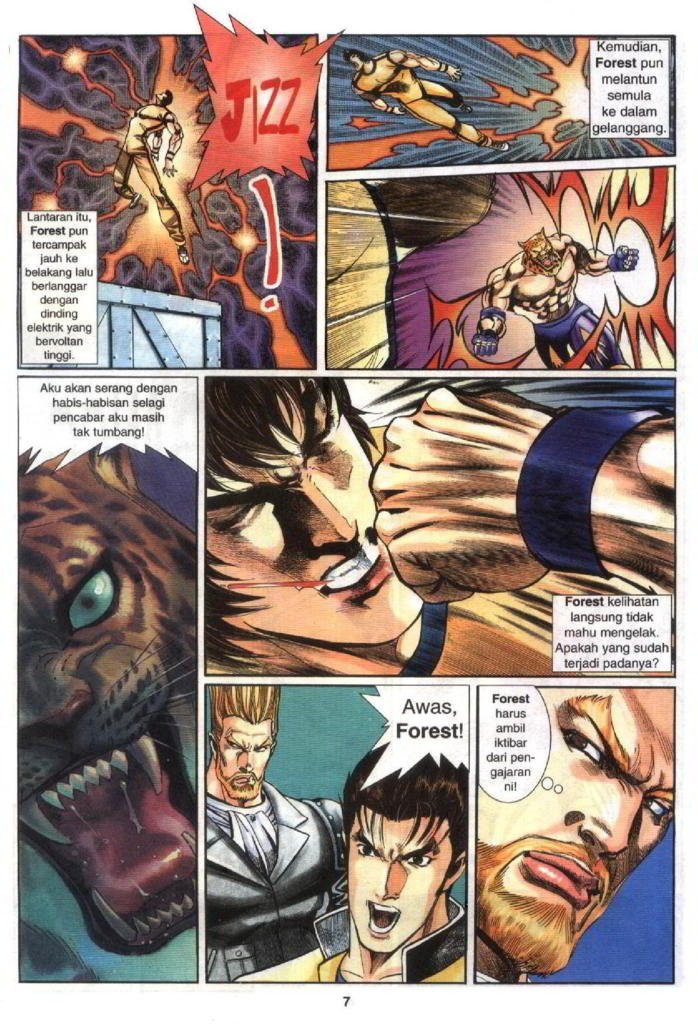 Lantaran itu,
Forest pun
tercampak
jauh ke
belakang lalu
berlanggar
dengan
dinding
elektrik yang
bervoltan
tinggi.
JIZZ
!
Kemudian,
Forest pun
melantun
semula
ke dalam
gelanggang.
Aku akan serang dengan
habis-habisan selagi
pencabar aku masih
tak tumbang!
Forest kelihatan
langsung tidak
mahu mengelak.
Apakah yang sudah
terjadi padanya?
Awas,
Forest!
Forest
harus
ambil
iktibar
dari pen-
gajaran
ni!
7